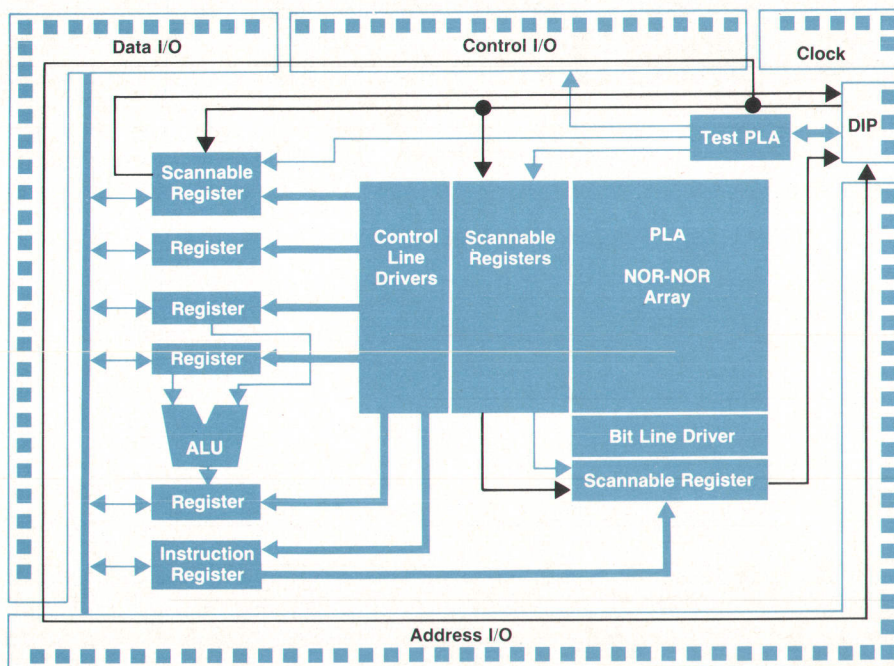 Data I/O
Control I/O
Clock
DIP
Test PLA
Scannable
Register
Control
Line
Drivers
Scannable
Registers
PLA
NOR-NOR
Array
Register
Register
Register
ALU
Bit Line Driver
Scannable Register
Register
Instruction
Register
Address I/O